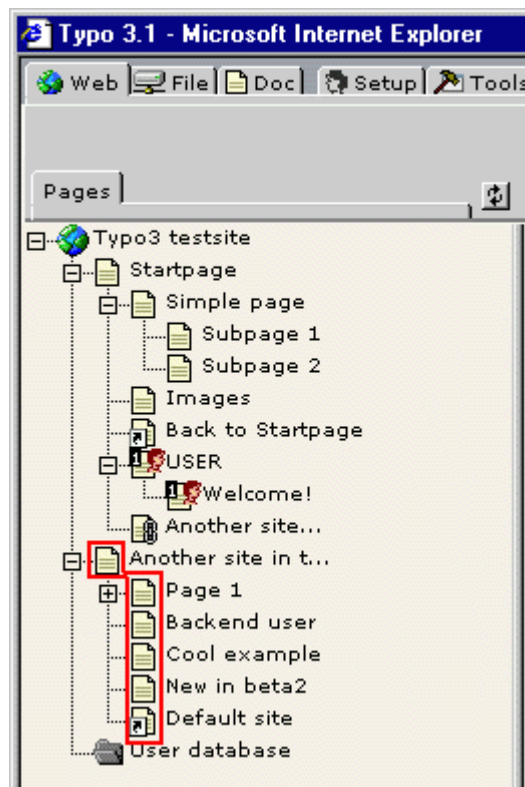 Typo 3.1 - Microsoft Internet Explorer
Web File Doc Setup Tools
Pages
Typo3 testsite
Startpage
Simple page
Subpage 1
Subpage 2
Images
Back to Startpage
1 USER
1 Welcome!
Another site...
Another site in t...
Page 1
Backend user
Cool example
New in beta2
Default site
User database